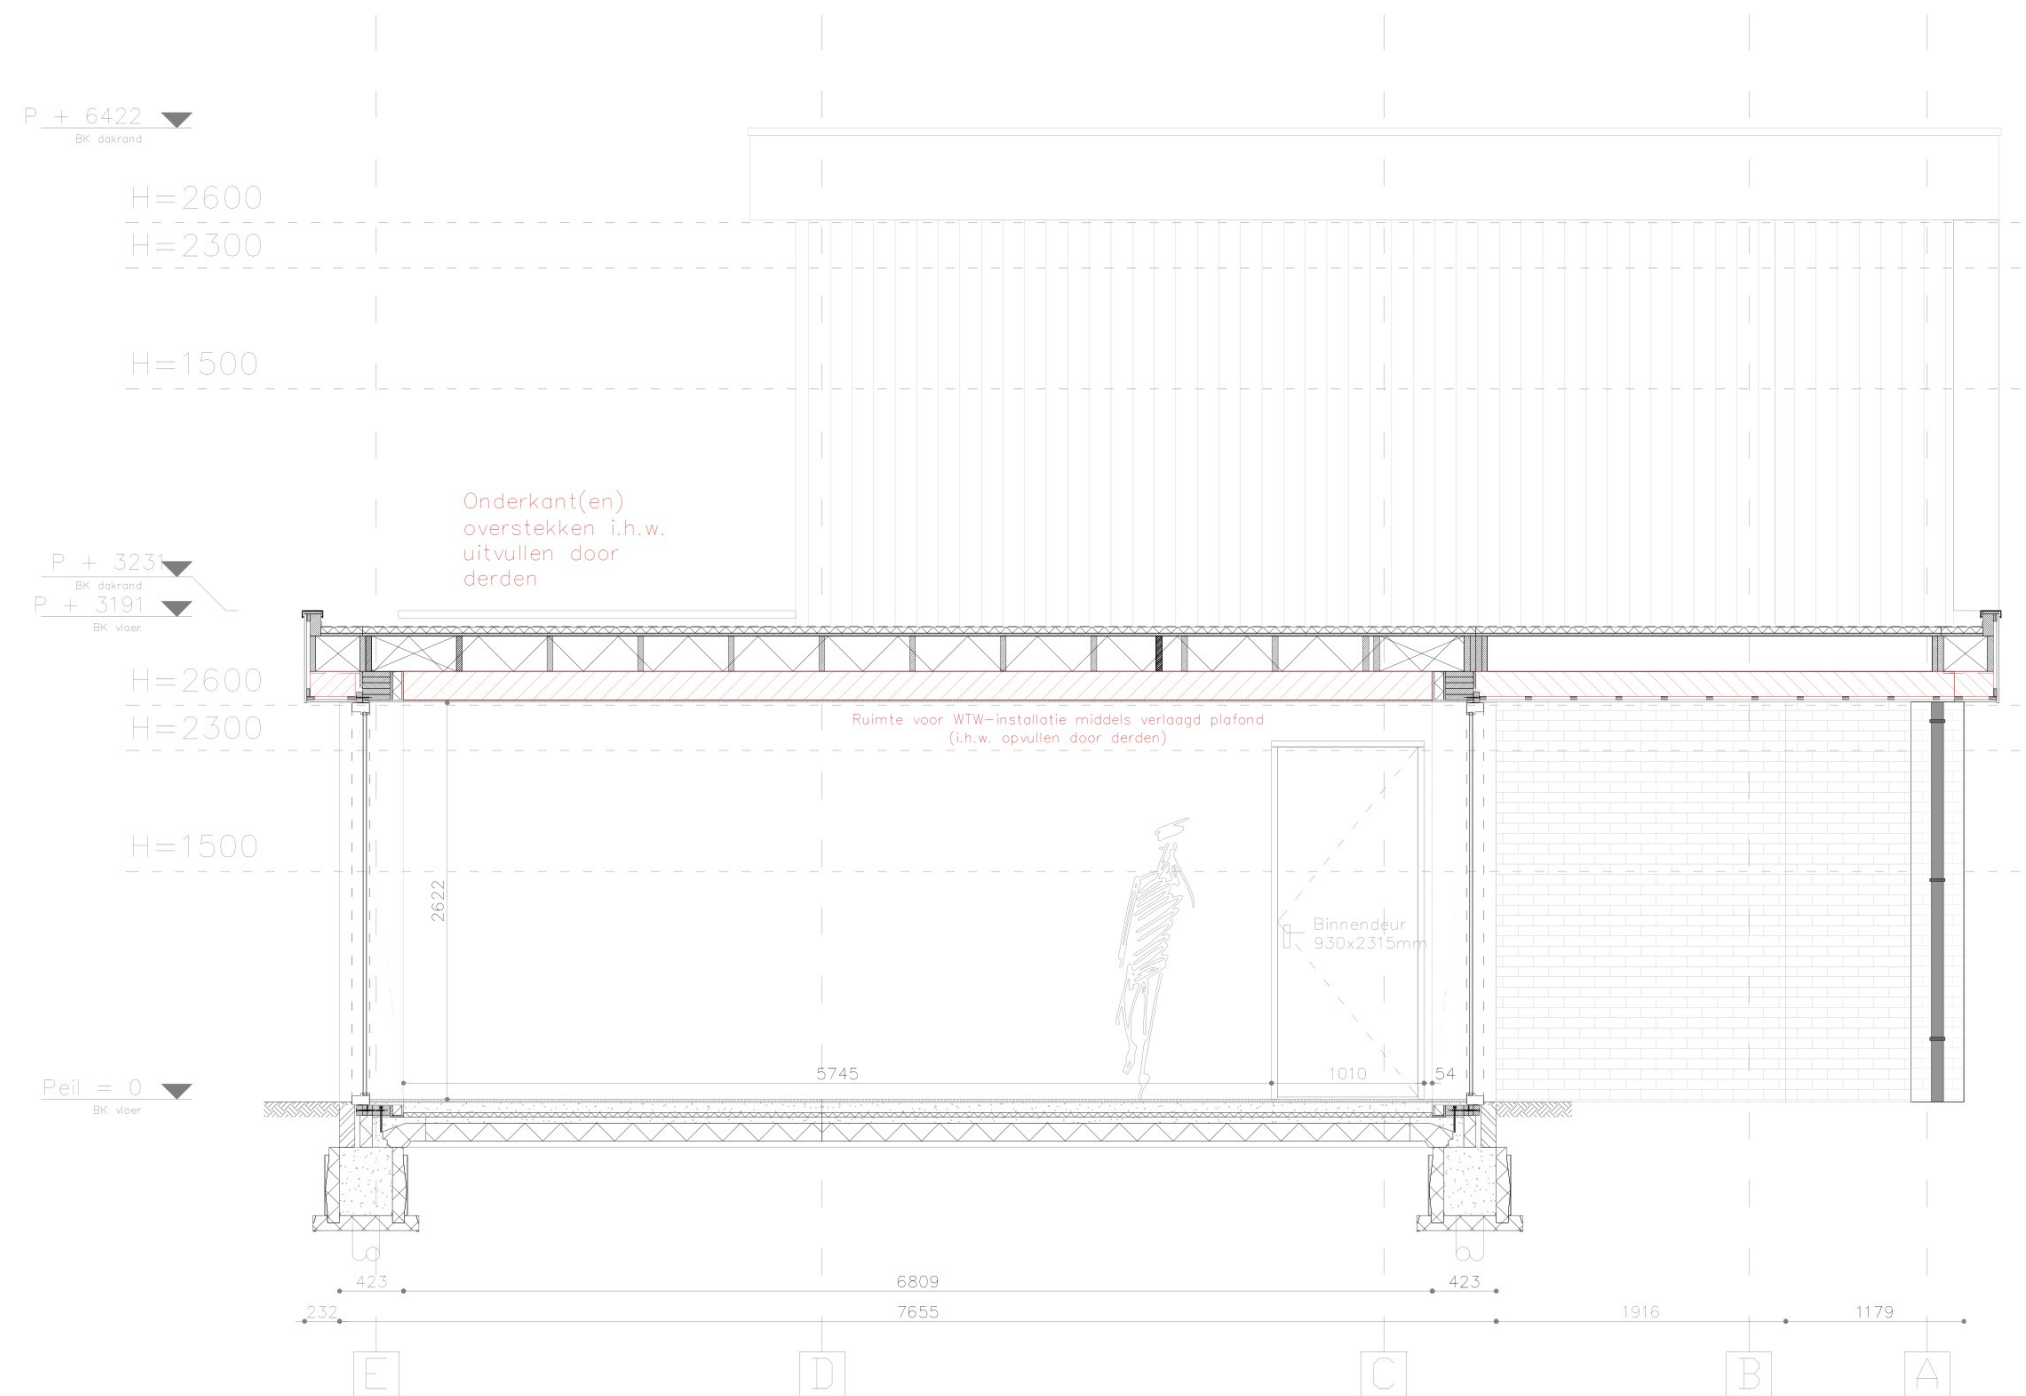 P + 6422
BK dakrand
H=2600
H=2300
H=1500
Onderkant(en)
overstekken i.h.w.
uitvullen door
derden
P + 3231
BK dakrand
P + 3191
BK vloer
H=2600
H=2300
Ruimte voor WTW-installatie middels verlaagd plafond
(i.h.w. opvullen door derden)
H=1500
2622
Binnendeur
930x2315mm
5745
1010
54
Peil = 0
BK vloer
423
6809
423
232
7655
1916
1179
E
D
C
B
A